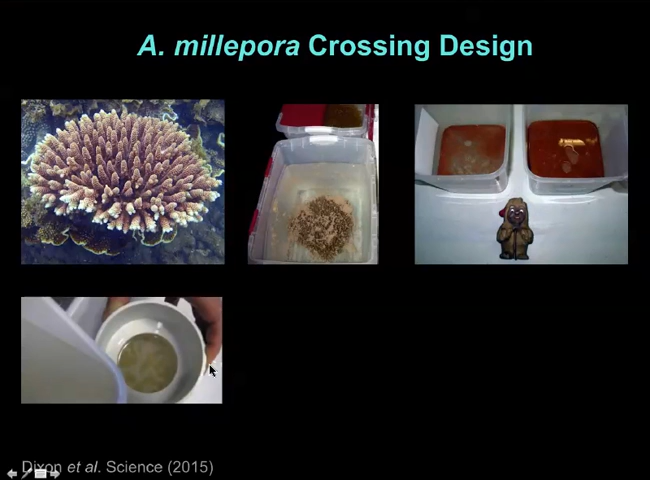 A. millepora Crossing Design
Dixon et al. Science (2015)